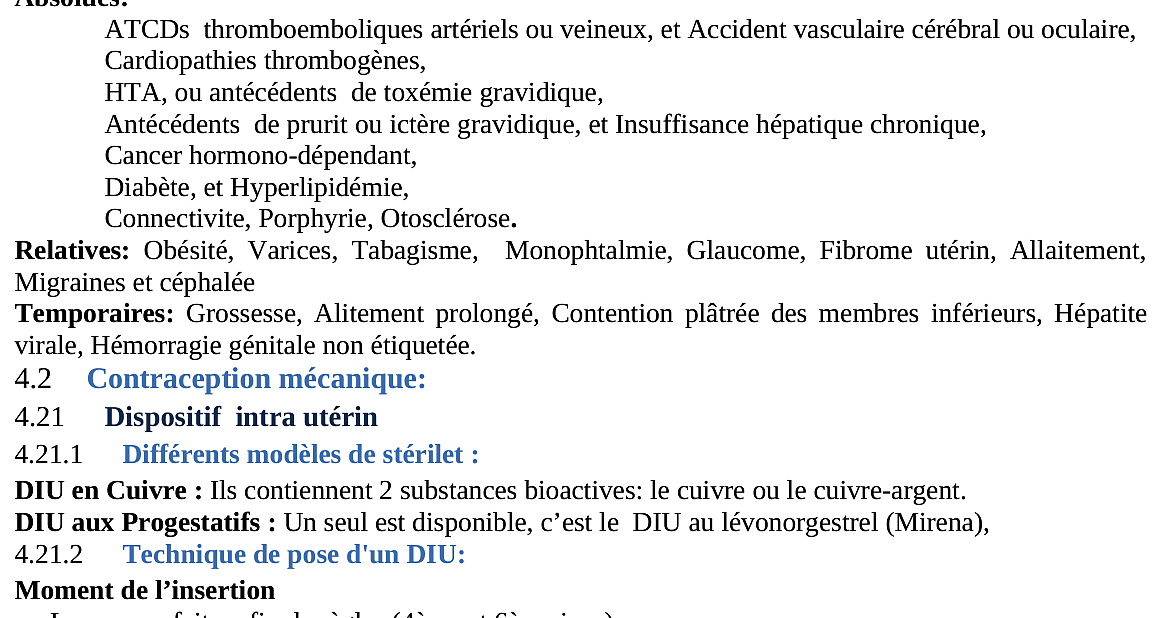 Absolues:
ATCDs thromboemboliques artériels ou veineux, et Accident vasculaire cérébral ou oculaire,
Cardiopathies thrombogènes,
HTA, ou antécédents de toxémie gravidique,
Antécédents de prurit ou ictère gravidique, et Insuffisance hépatique chronique,
Cancer hormono-dépendant,
Diabète, et Hyperlipidémie,
Connectivite, Porphyrie, Otosclérose.
Relatives: Obésité, Varices, Tabagisme, Monophtalmie, Glaucome, Fibrome utérin, Allaitement,
Migraines et céphalée
Temporaires: Grossesse, Alitement prolongé, Contention plâtrée des membres inférieurs, Hépatite
virale, Hémorragie génitale non étiquetée.
4.2 Contraception mécanique:
4.21 Dispositif intra utérin
4.21.1 Différents modèles de stérilet :
DIU en Cuivre : Ils contiennent 2 substances bioactives: le cuivre ou le cuivre-argent.
DIU aux Progestatifs : Un seul est disponible, c’est le DIU au lévonorgestrel (Mirena),
4.21.2 Technique de pose d'un DIU:
Moment de l’insertion